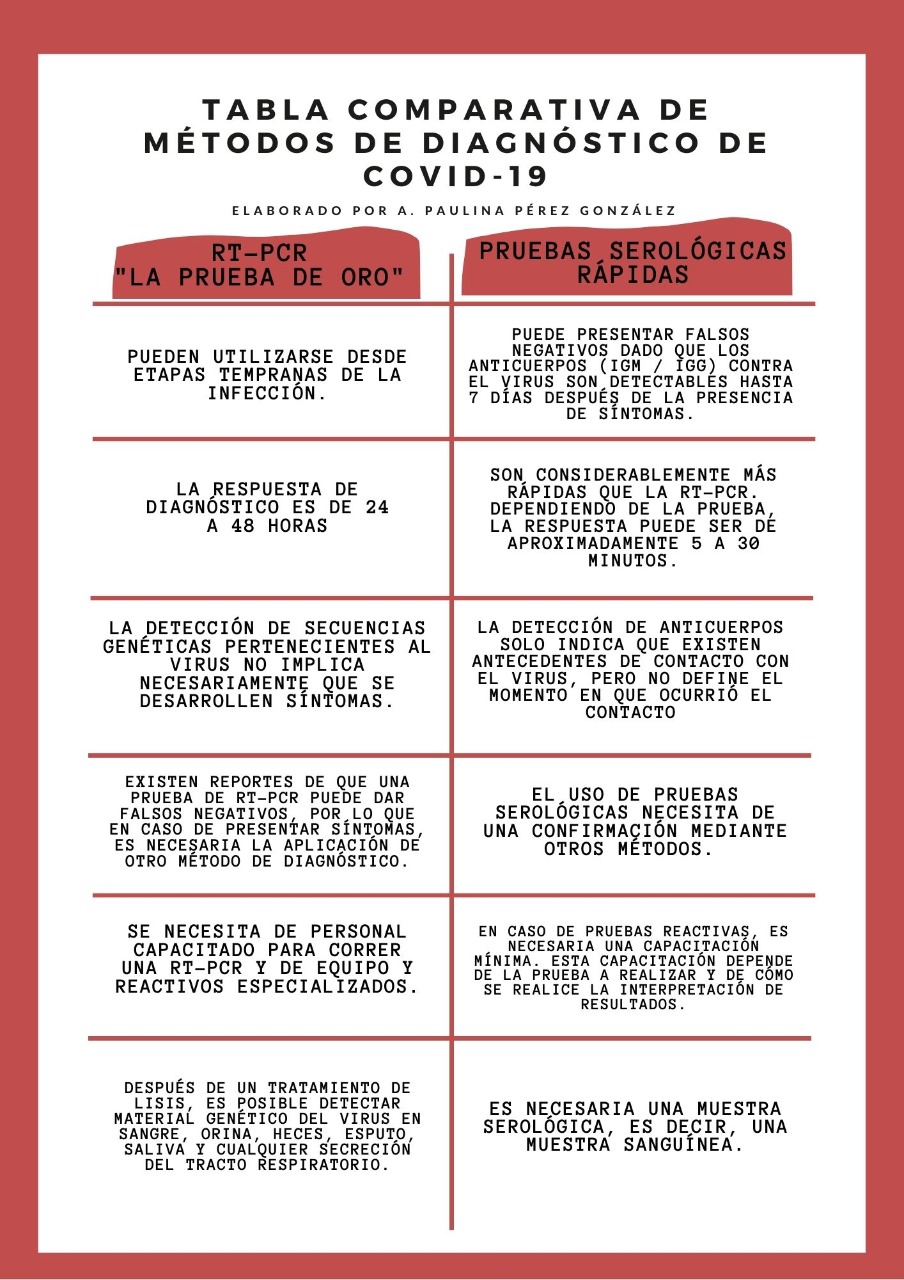 TABLA COMPARATIVA DE
MÉTODOS DE DIAGNÓSTICO DE
COVID-19
ELABORADO POR A. PAULINA PÉREZ GONZÁLEZ
RT-PCR
"LA PRUEBA DE ORO"
PRUEBAS SEROLÓGICAS
RÁPIDAS
PUEDEN UTILIZARSE DESDE
ETAPAS TEMPRANAS DE LA
INFECCIÓN.
PUEDE PRESENTAR FALSOS
NEGATIVOS DADO QUE LOS
ANTICUERPOS (IGM / IGG) CONTRA
EL VIRUS SON DETECTABLES HASTA
7 DÍAS DESPUÉS DE LA PRESENCIA
DE SÍNTOMAS.
LA RESPUESTA DE
DIAGNÓSTICO ES DE 24
A 48 HORAS
SON CONSIDERABLEMENTE MÁS
RÁPIDAS QUE LA RT-PCR.
DEPENDIENDO DE LA PRUEBA,
LA RESPUESTA PUEDE SER DE
APROXIMADAMENTE 5 A 30
MINUTOS.
LA DETECCIÓN DE SECUENCIAS
GENÉTICAS PERTENECIENTES AL
VIRUS NO IMPLICA
NECESARIAMENTE QUE SE
DESARROLLEN SÍNTOMAS.
LA DETECCIÓN DE ANTICUERPOS
SOLO INDICA QUE EXISTEN
ANTECEDENTES DE CONTACTO CON
EL VIRUS, PERO NO DEFINE EL
MOMENTO EN QUE OCURRIÓ EL
CONTACTO
EXISTEN REPORTES DE QUE UNA
PRUEBA DE RT-PCR PUEDE DAR
FALSOS NEGATIVOS, POR LO QUE
EN CASO DE PRESENTAR SÍNTOMAS,
ES NECESARIA LA APLICACIÓN DE
OTRO MÉTODO DE DIAGNÓSTICO.
EL USO DE PRUEBAS
SEROLÓGICAS NECESITA DE
UNA CONFIRMACIÓN MEDIANTE
OTROS MÉTODOS.
SE NECESITA DE PERSONAL
CAPACITADO PARA CORRER
UNA RT-PCR Y DE EQUIPO Y
REACTIVOS ESPECIALIZADOS.
EN CASO DE PRUEBAS REACTIVAS, ES
NECESARIA UNA CAPACITACIÓN
MÍNIMA. ESTA CAPACITACIÓN DEPENDE
DE LA PRUEBA A REALIZAR Y DE CÓMO
SE REALICE LA INTERPRETACIÓN DE
RESULTADOS.
DESPUÉS DE UN TRATAMIENTO DE
LISIS, ES POSIBLE DETECTAR
MATERIAL GENÉTICO DEL VIRUS EN
SANGRE, ORINA, HECES, ESPUTO,
SALIVA Y CUALQUIER SECRECIÓN
DEL TRACTO RESPIRATORIO.
ES NECESARIA UNA MUESTRA
SEROLÓGICA, ES DECIR, UNA
MUESTRA SANGUÍNEA.